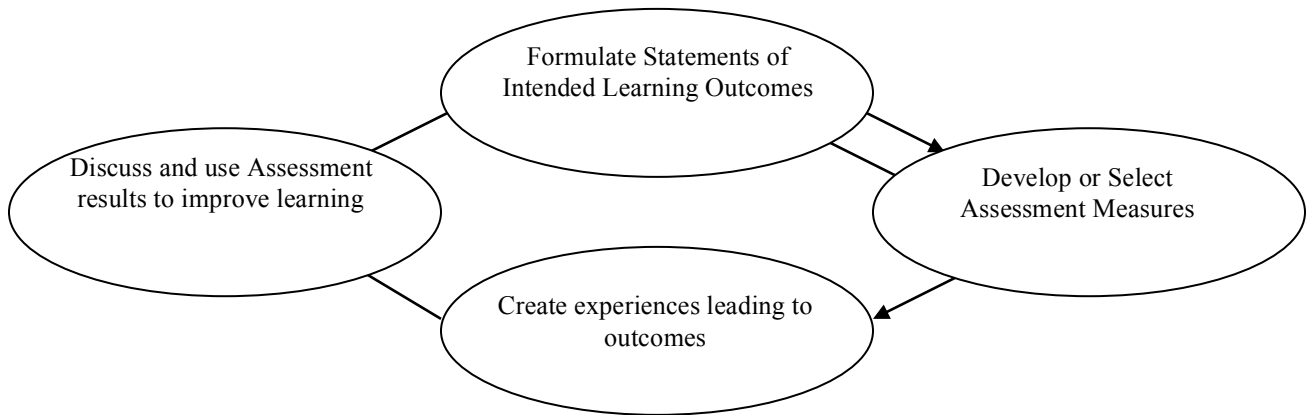 Formulate Statements of
Intended Learning Outcomes
Discuss and use Assessment
results to improve learning
Develop or Select
Assessment Measures
Create experiences leading to
outcomes